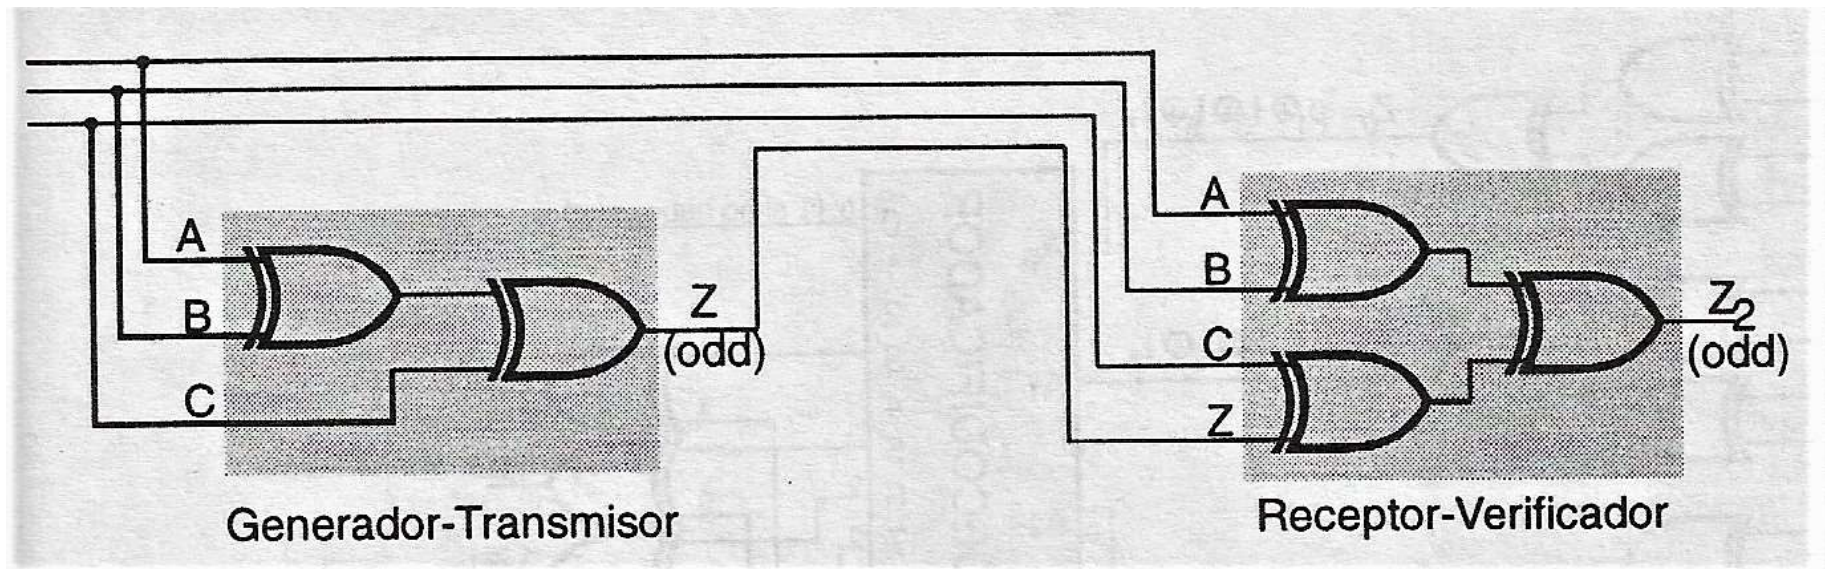 A
B
C
Z
(odd)
A
B
C
Z
Z2
(odd)
Generador-Transmisor
Receptor-Verificador